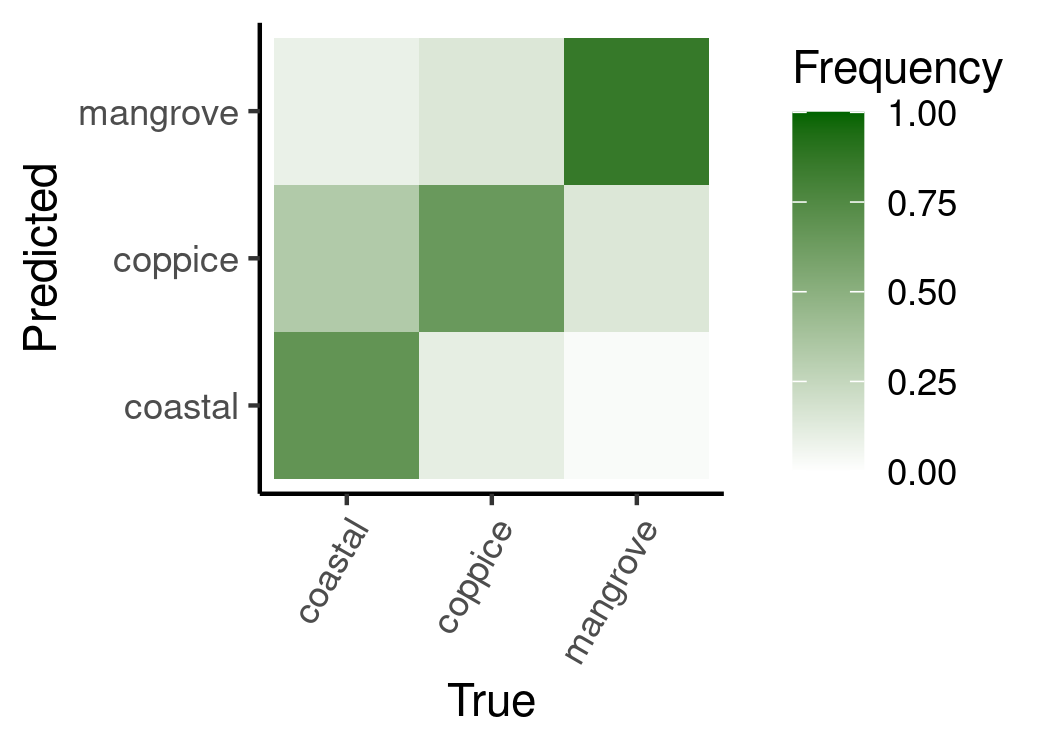 Predicted
mangrove
coppice
coastal
coastal
coppice
mangrove
True
Frequency
1.00
0.75
0.50
0.25
0.00